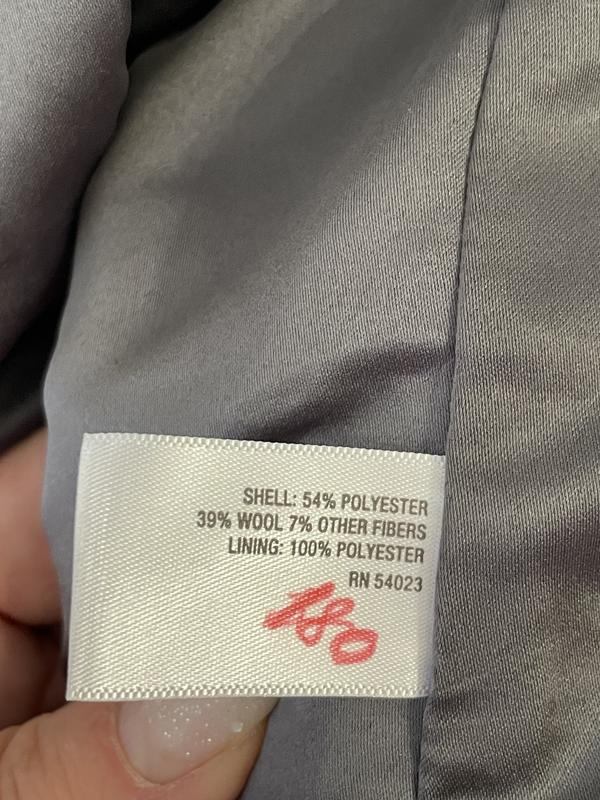 SHELL: 54% POLYESTER
39% WOOL 7% OTHER FIBERS
LINING: 100% POLYESTER
RN 54023
180